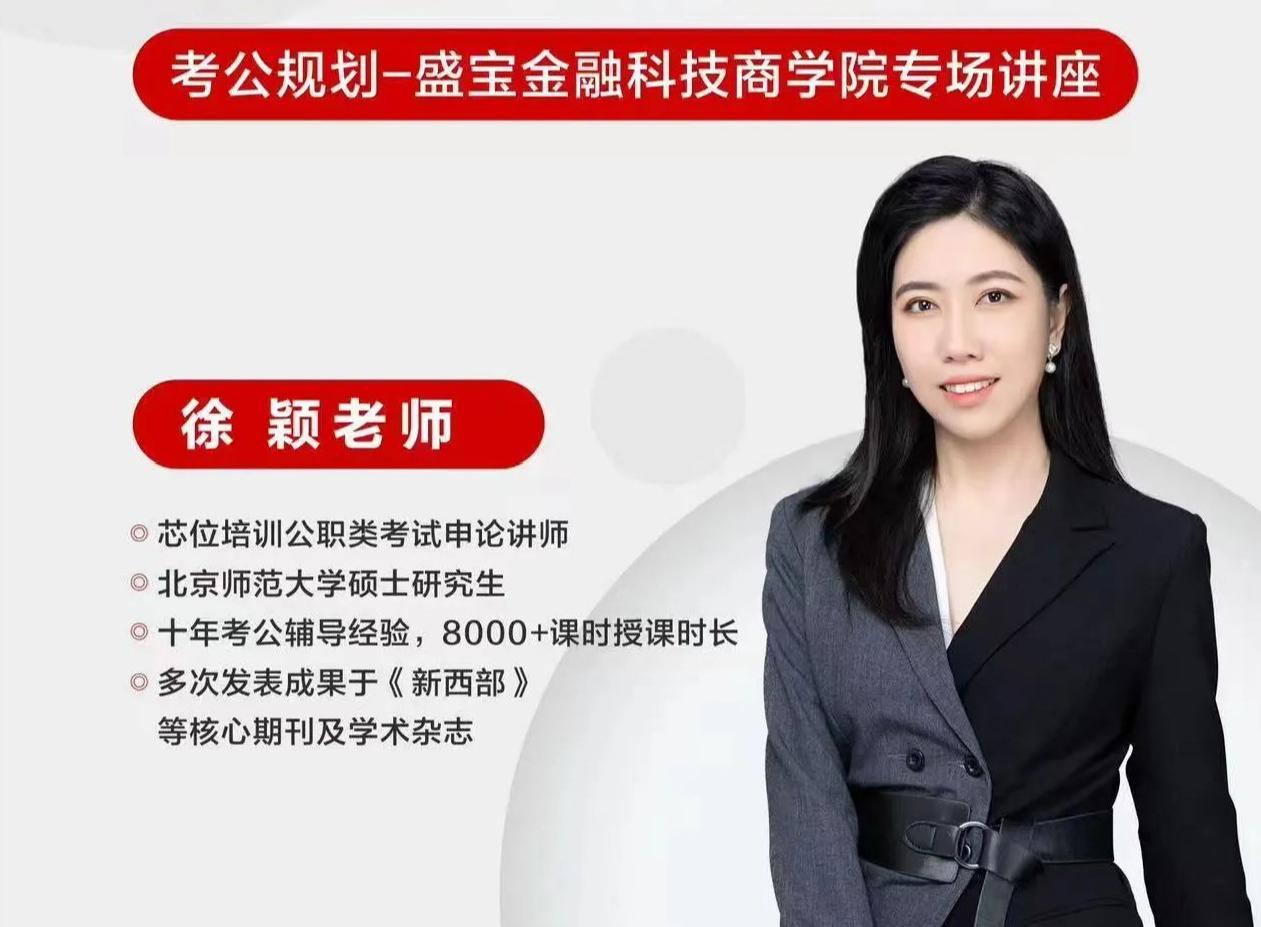 考公规划-盛宝金融科技商学院专场讲座
徐 颖老师
芯位培训公职类考试申论讲师
北京师范大学硕士研究生
十年考公辅导经验，8000+课时授课时长
多次发表成果于《新西部》
等核心期刊及学术杂志